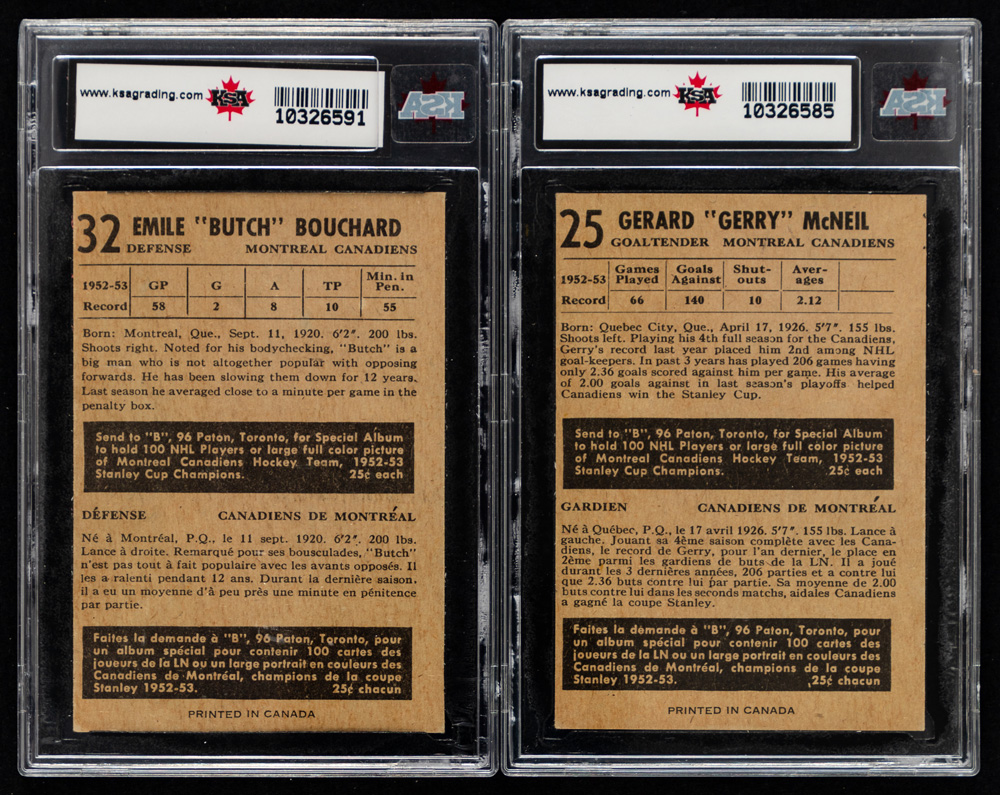 www.ksagrading.com KSA
10326591
KSA
32 EMILE "BUTCH" BOUCHARD
DEFENSE MONTREAL CANADIENS
1952-53 GP G A TP Min. in Pen.
Record 58 2 8 10 55
Born: Montreal, Que., Sept. 11, 1920. 6'2". 200 lbs.
Shoots right. Noted for his bodychecking, "Butch" is a
big man who is not altogether popular with opposing
forwards. He has been slowing them down for 12 years.
Last season he averaged close to a minute per game in the
penalty box.
Send to "B", 96 Paton, Toronto, for Special Album
to hold 100 NHL Players or large full color picture
of Montreal Canadiens Hockey Team, 1952-53
Stanley Cup Champions. 25¢ each
DÉFENSE CANADIENS DE MONTRÉAL
Né à Montréal, P.Q., le 11 sept. 1920. 6'2". 200 lbs.
Lance à droite. Remarqué pour ses bousculades, "Butch"
n'est pas tout à fait populaire avec les avants opposés. Il
les a ralenti pendant 12 ans. Durant la dernière saison,
il a eu un moyenne d'à peu près une minute en pénitence
par partie.
Faites la demande à "B", 96 Paton, Toronto, pour
un album spécial pour contenir 100 cartes des
joueurs de la LN ou un large portrait en couleurs des
Canadiens de Montréal, champions de la coupe
Stanley 1952-53. 25¢ chacun
PRINTED IN CANADA
www.ksagrading.com KSA
10326585
KSA
25 GERARD "GERRY" McNEIL
GOALTENDER MONTREAL CANADIENS
1952-53 Games Played Goals Against Shut-outs Aver-ages
Record 66 140 10 2.12
Born: Quebec City, Que., April 17, 1926. 5'7". 155 lbs.
Shoots left. Playing his 4th full season for the Canadiens,
Gerry's record last year placed him 2nd among NHL
goal-keepers. In past 3 years has played 206 games having
only 2.36 goals scored against him per game. His average
of 2.00 goals against in last season's playoffs helped
Canadiens win the Stanley Cup.
Send to "B", 96 Paton, Toronto, for Special Album
to hold 100 NHL Players or large full color picture
of Montreal Canadiens Hockey Team, 1952-53
Stanley Cup Champions. 25¢ each
GARDIEN CANADIENS DE MONTRÉAL
Né à Québec, P.Q., le 17 avril 1926. 5'7". 155 lbs. Lance à
gauche. Jouant sa 4ème saison complète avec les Cana-
diens, le record de Gerry, pour l'an dernier, le place en
2ème parmi les gardiens de buts de la LN. Il a joué
durant les 3 dernières années, 206 parties et a contre lui
que 2.36 buts contre lui par partie. Sa moyenne de 2.00
buts contre lui dans les seconds matchs, aidales Canadiens
a gagné la coupe Stanley.
Faites la demande à "B", 96 Paton, Toronto, pour
un album spécial pour contenir 100 cartes des
joueurs de la LN ou un large portrait en couleurs des
Canadiens de Montréal, champions de la coupe
Stanley 1952-53. 25¢ chacun
PRINTED IN CANADA